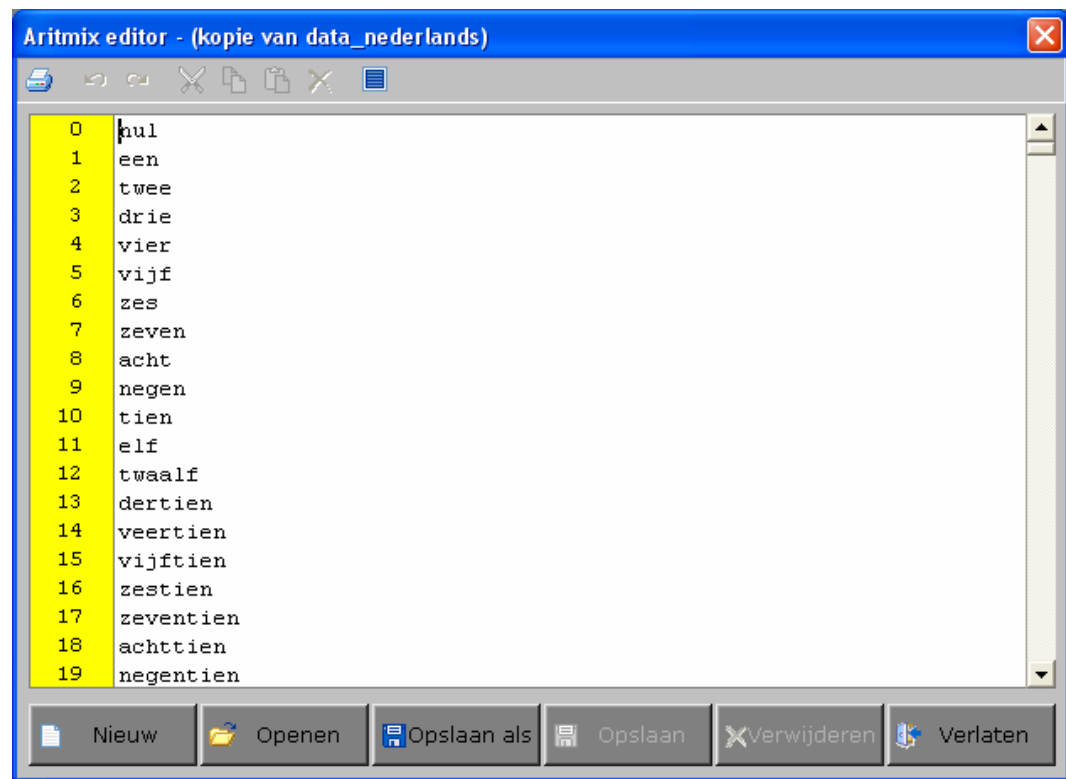 Aritmix editor - (kopie van data_nederlands)
0 nul
1 een
2 twee
3 drie
4 vier
5 vijf
6 zes
7 zeven
8 acht
9 negen
10 tien
11 elf
12 twaalf
13 dertien
14 veertien
15 vijftien
16 zestien
17 zeventien
18 achttien
19 negentien
Nieuw Openen Opslaan als Opslaan Verwijderen Verlaten